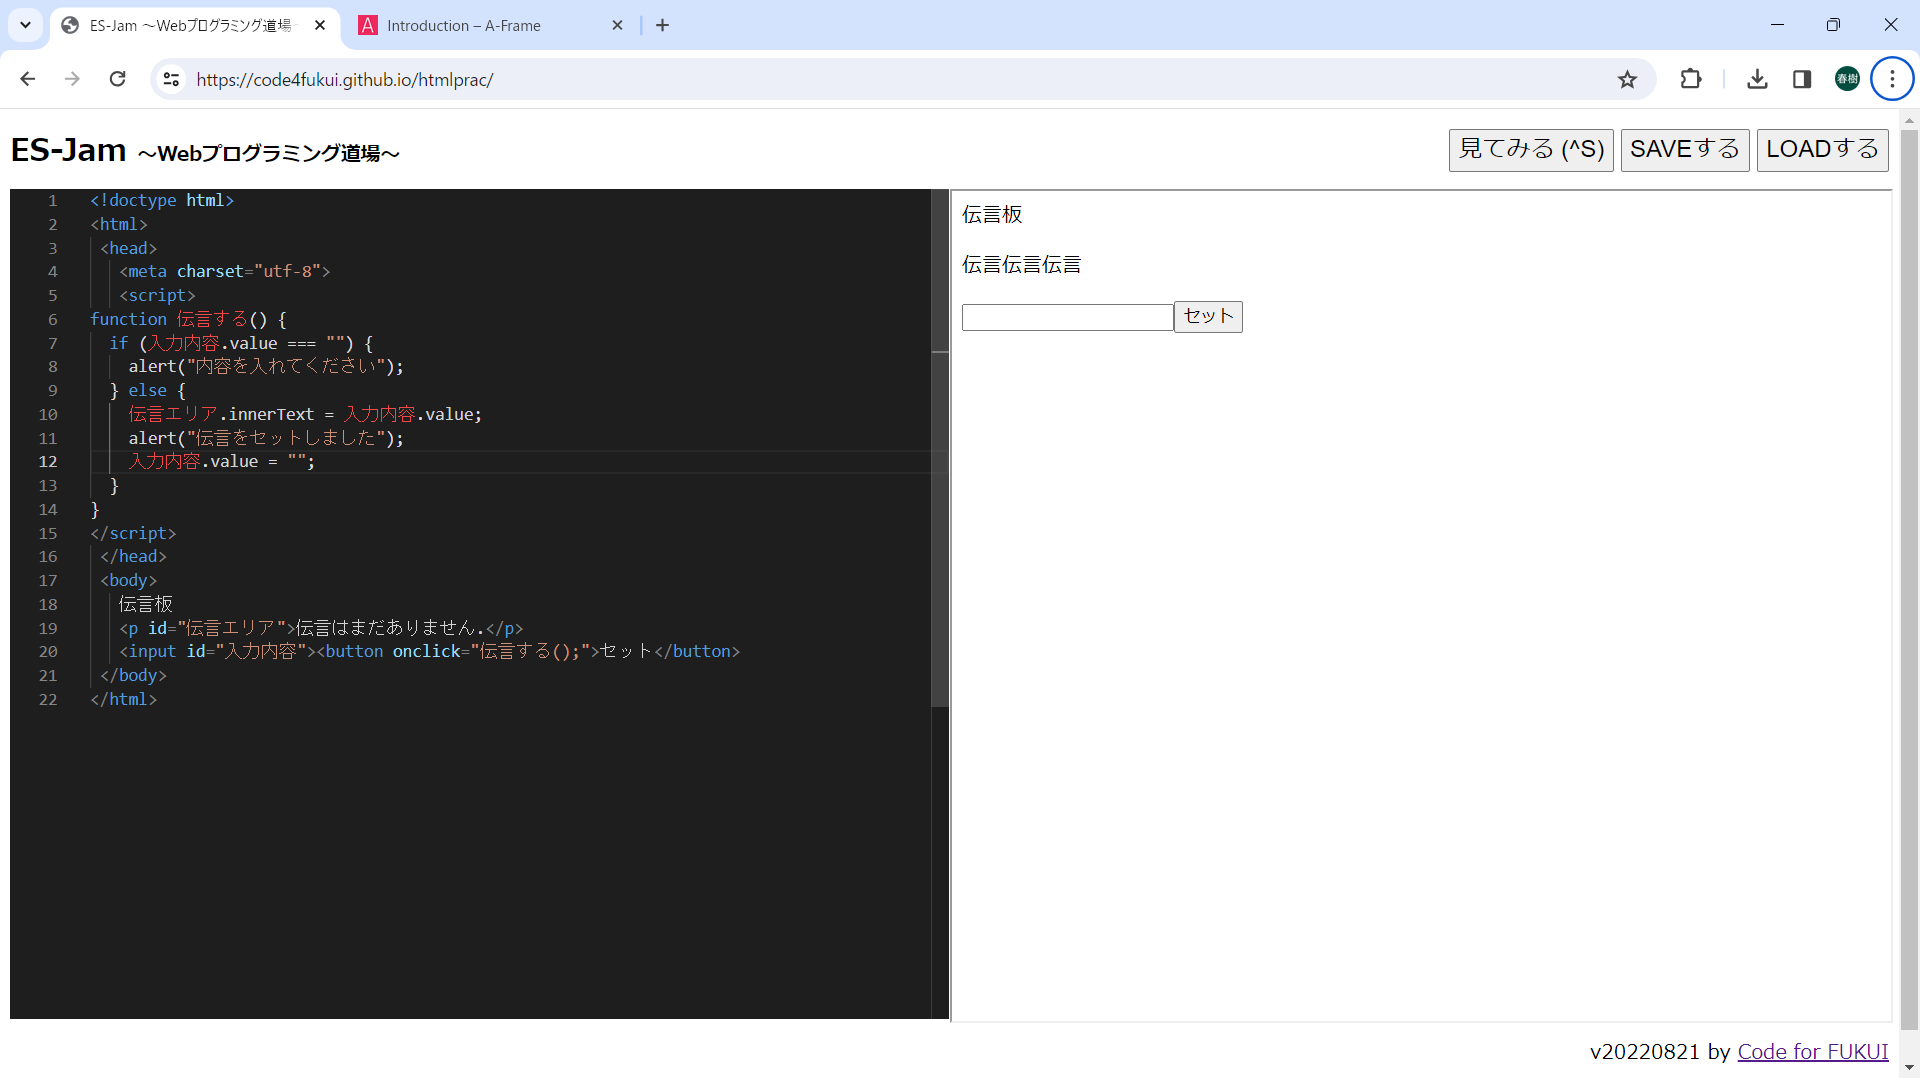 ES-Jam ～Webプログラミング道場
Introduction – A-Frame
https://code4fukui.github.io/htmlprac/
春樹
ES-Jam ～Webプログラミング道場～
見てみる (^S)
SAVEする
LOADする
1 <!doctype html>
2 <html>
3 <head>
4 <meta charset="utf-8">
5 <script>
6 function 伝言する() {
7 if (入力内容.value === "") {
8 alert("内容を入れてください");
9 } else {
10 伝言エリア.innerText = 入力内容.value;
11 alert("伝言をセットしました");
12 入力内容.value = "";
13 }
14 }
15 </script>
16 </head>
17 <body>
18 伝言板
19 <p id="伝言エリア">伝言はまだありません.</p>
20 <input id="入力内容"><button onclick="伝言する();">セット</button>
21 </body>
22 </html>
伝言板
伝言伝言伝言
セット
v20220821 by Code for FUKUI